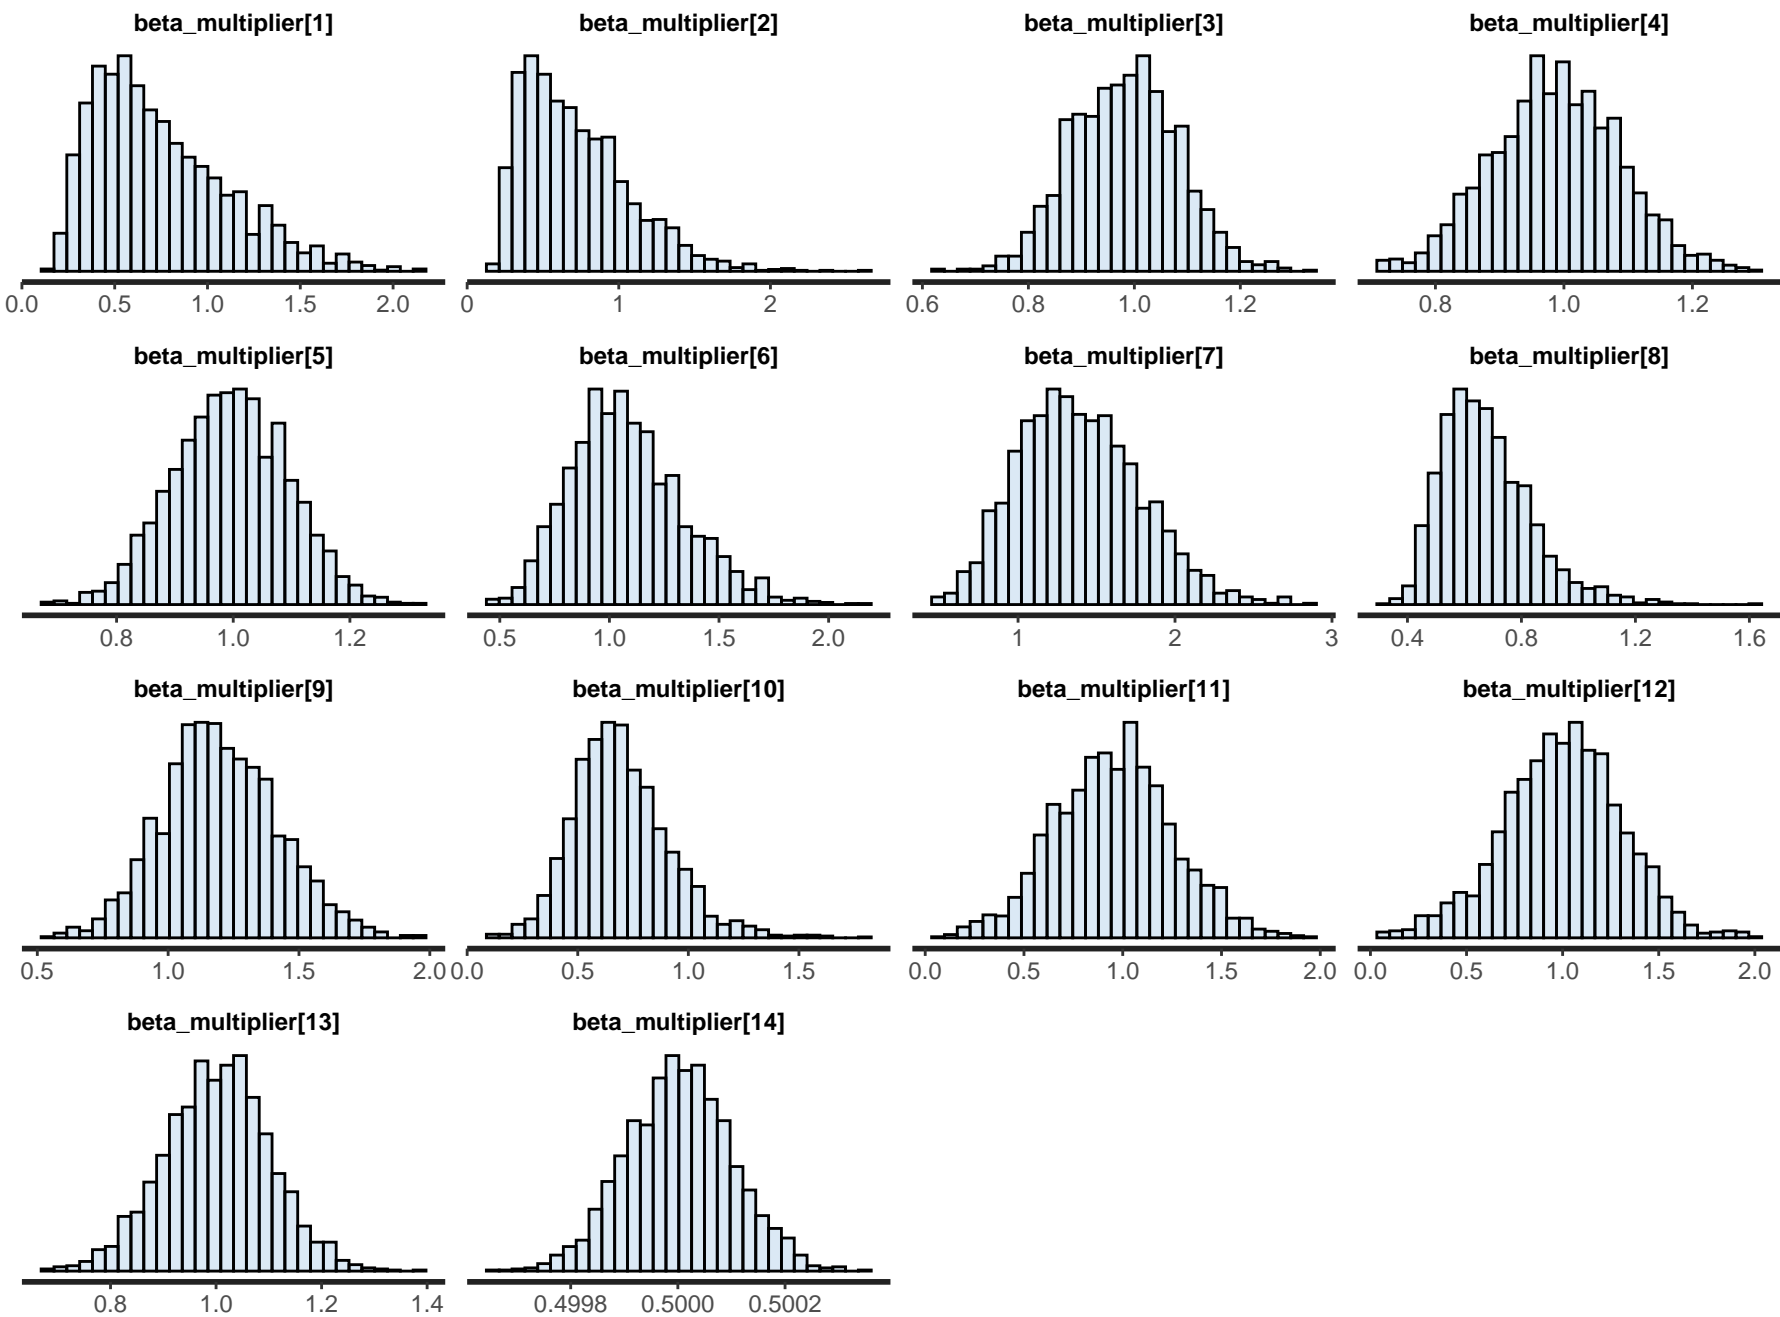 beta_multiplier[1] beta_multiplier[2] beta_multiplier[3] beta_multiplier[4]
0.0 0.5 1.0 1.5 2.0 0 1 2 0.6 0.8 1.0 1.2 0.8 1.0 1.2
beta_multiplier[5] beta_multiplier[6] beta_multiplier[7] beta_multiplier[8]
0.8 1.0 1.2 0.5 1.0 1.5 2.0 1 2 3 0.4 0.8 1.2 1.6
beta_multiplier[9] beta_multiplier[10] beta_multiplier[11] beta_multiplier[12]
0.5 1.0 1.5 2.0 0.0 0.5 1.0 1.5 0.0 0.5 1.0 1.5 2.0 0.0 0.5 1.0 1.5 2.0
beta_multiplier[13] beta_multiplier[14]
0.8 1.0 1.2 1.4 0.4998 0.5000 0.5002